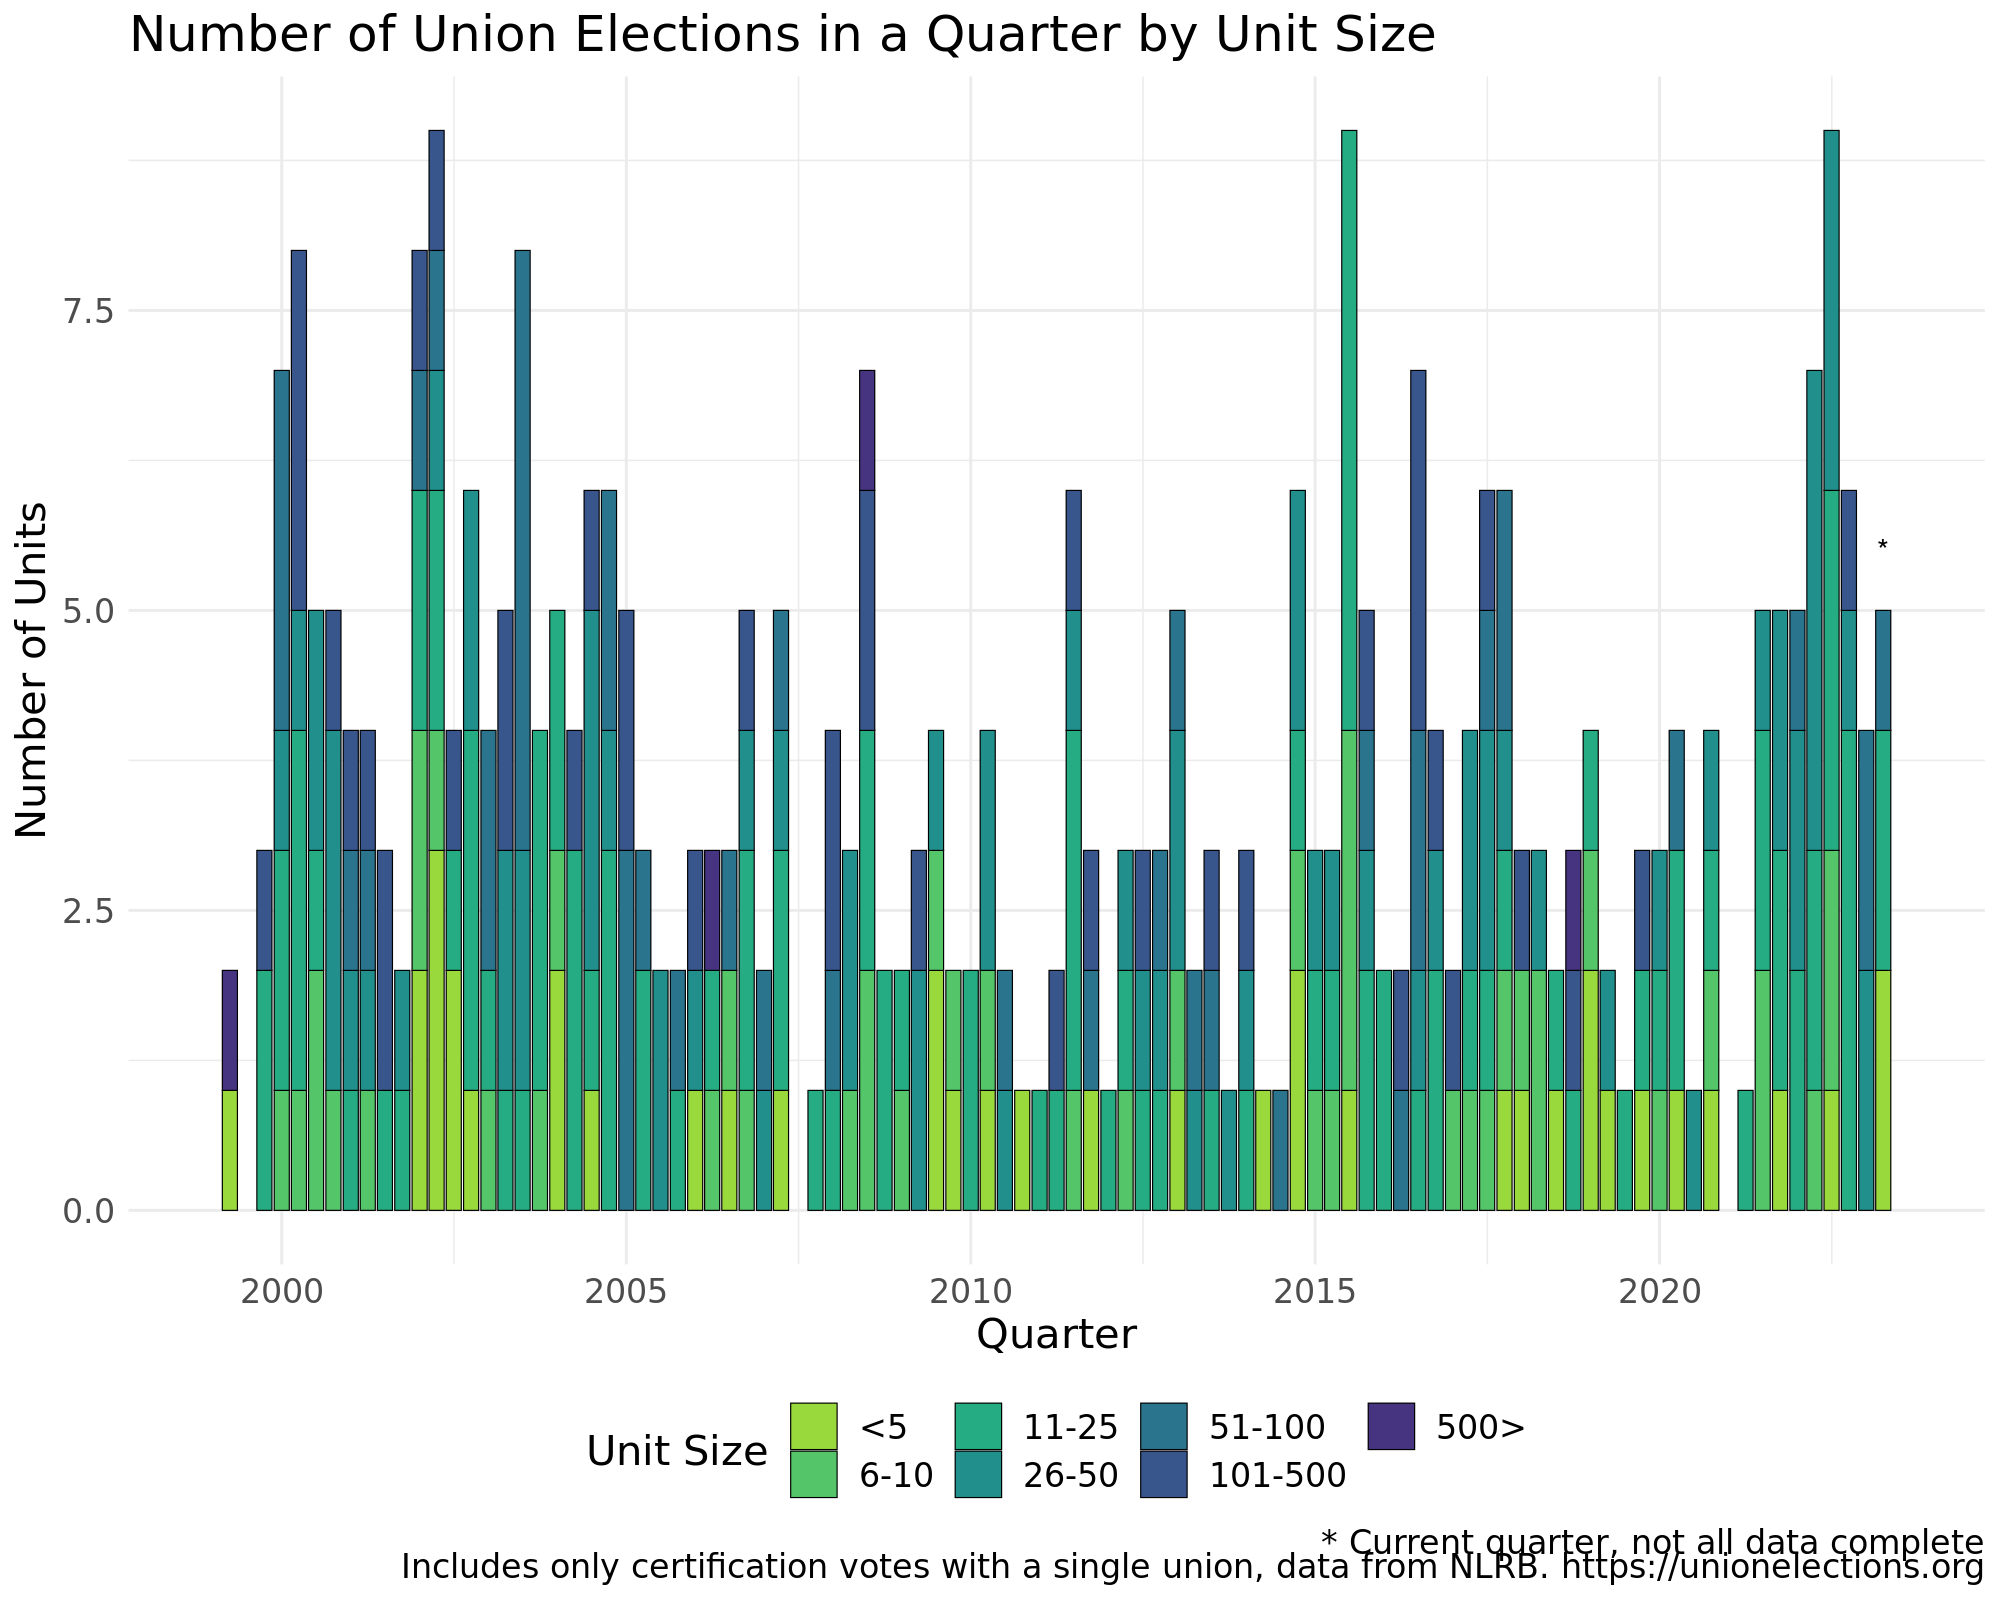 Number of Union Elections in a Quarter by Unit Size
Number of Units
7.5
5.0
2.5
0.0
*
2000 2005 2010 2015 2020
Quarter
Unit Size
<5 11-25 51-100 500>
6-10 26-50 101-500
* Current quarter, not all data complete
Includes only certification votes with a single union, data from NLRB. https://unionelections.org